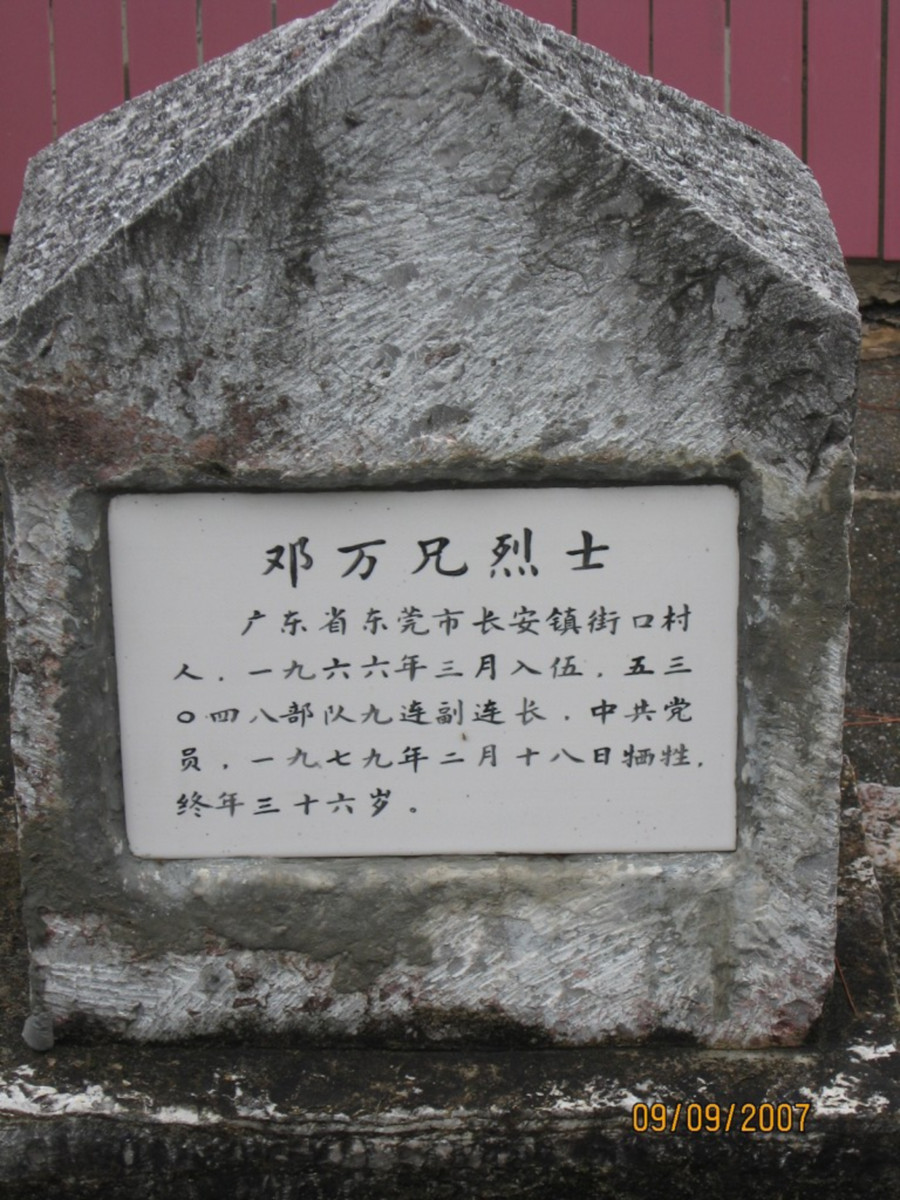 邓万兄烈士
广东省东莞市长安镇街口村
人，一九六六年三月入伍，五三
〇四八部队九连副连长，中共党
员，一九七九年二月十八日牺牲，
终年三十六岁。
09/09/2007